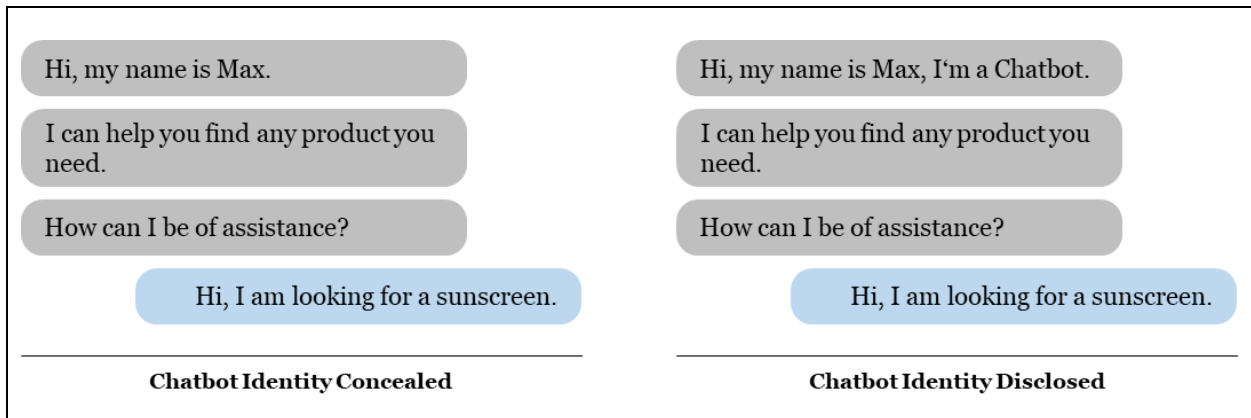 Hi, my name is Max.
I can help you find any product you
need.
How can I be of assistance?
Hi, I am looking for a sunscreen.
Chatbot Identity Concealed
Hi, my name is Max, I‘m a Chatbot.
I can help you find any product you
need.
How can I be of assistance?
Hi, I am looking for a sunscreen.
Chatbot Identity Disclosed